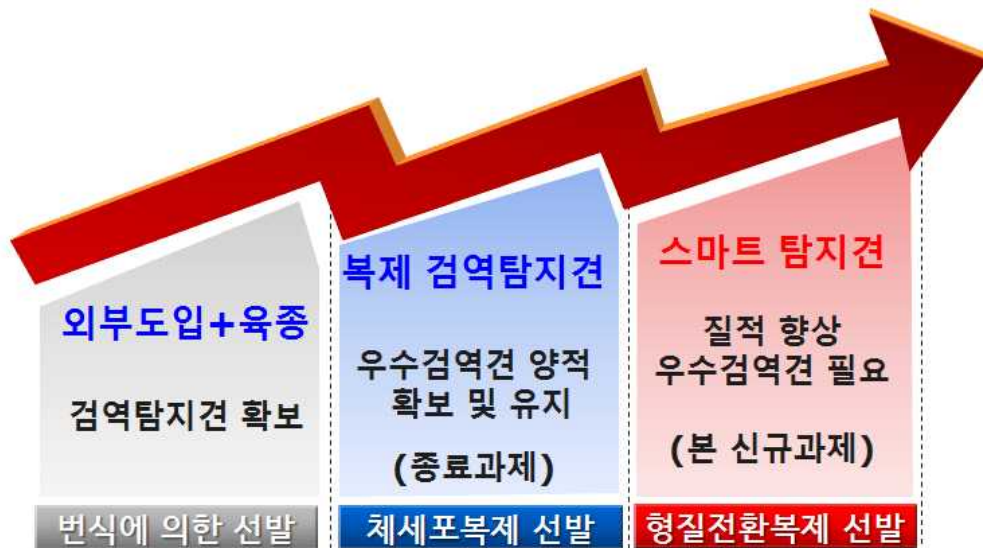 외부도입+육종
검역탐지견 확보
번식에 의한 선발
복제 검역탐지견
우수검역견 양적
확보 및 유지
(종료과제)
체세포복제 선발
스마트 탐지견
질적 향상
우수검역견 필요
(본 신규과제)
형질전환복제 선발